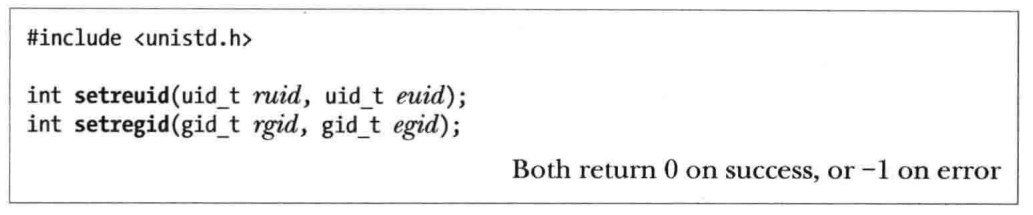 #include <unistd.h>
int setreuid(uid_t ruid, uid_t euid);
int setregid(gid_t rgid, gid_t egid);
Both return 0 on success, or −1 on error